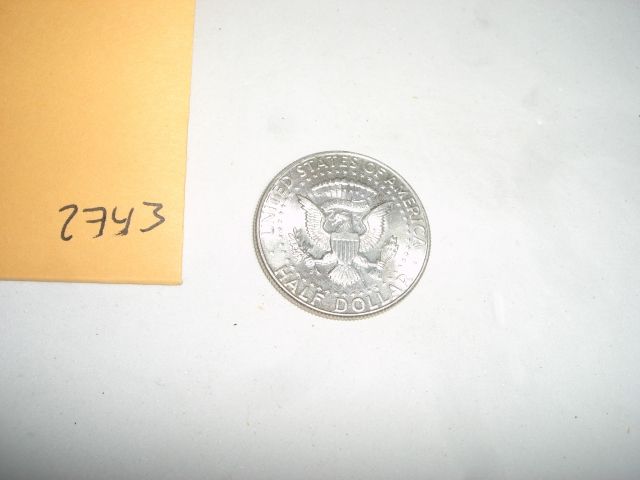 2743
UNITED STATES OF AMERICA
HALF DOLLAR